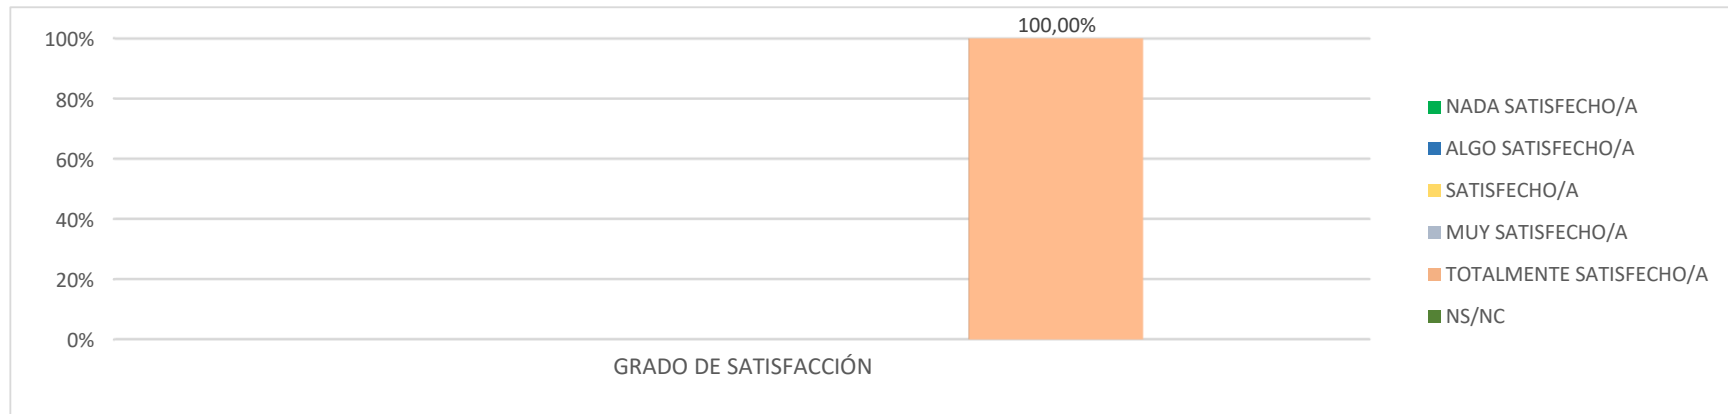 100,00%
100%
80%
60%
40%
20%
0%
GRADO DE SATISFACCIÓN
NADA SATISFECHO/A
ALGO SATISFECHO/A
SATISFECHO/A
MUY SATISFECHO/A
TOTALMENTE SATISFECHO/A
NS/NC